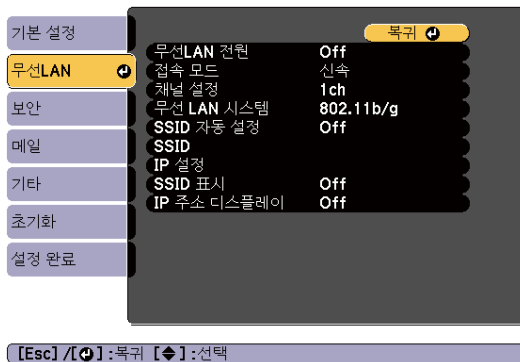 기본 설정
무선LAN
보안
메일
기타
초기화
설정 완료
복귀
무선LAN 전원 Off
접속 모드 신속
채널 설정 1ch
무선 LAN 시스템 802.11b/g
SSID 자동 설정 Off
SSID
IP 설정
SSID 표시 Off
IP 주소 디스플레이 Off
[Esc] /[⏎] :복귀 [◆] :선택